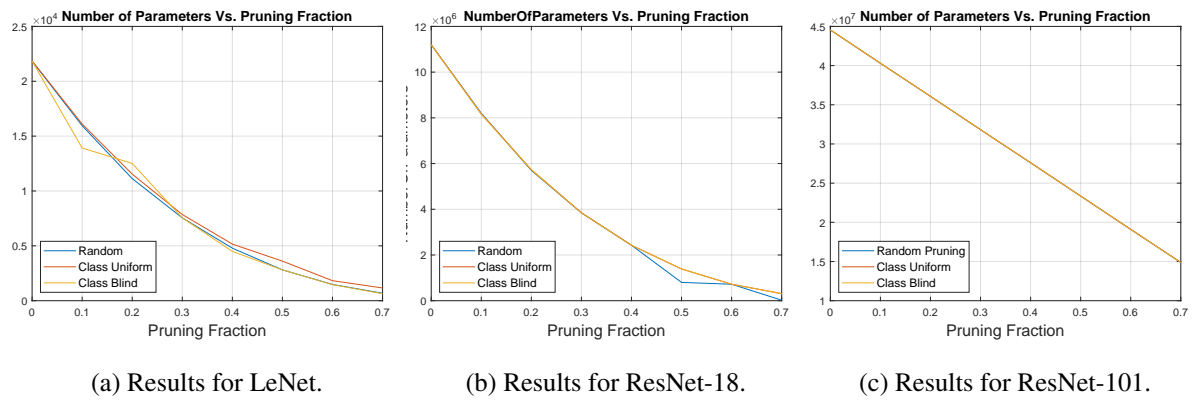 Number of Parameters Vs. Pruning Fraction
×10^4
2.5
2
1.5
1
0.5
0
0 0.1 0.2 0.3 0.4 0.5 0.6 0.7
Random
Class Uniform
Class Blind
Pruning Fraction
(a) Results for LeNet.
NumberOfParameters Vs. Pruning Fraction
×10^6
12
10
8
6
4
2
0
0 0.1 0.2 0.3 0.4 0.5 0.6 0.7
Random
Class Uniform
Class Blind
Pruning Fraction
(b) Results for ResNet-18.
Number of Parameters Vs. Pruning Fraction
×10^7
4.5
4
3.5
3
2.5
2
1.5
1
0 0.1 0.2 0.3 0.4 0.5 0.6 0.7
Random Pruning
Class Uniform
Class Blind
Pruning Fraction
(c) Results for ResNet-101.